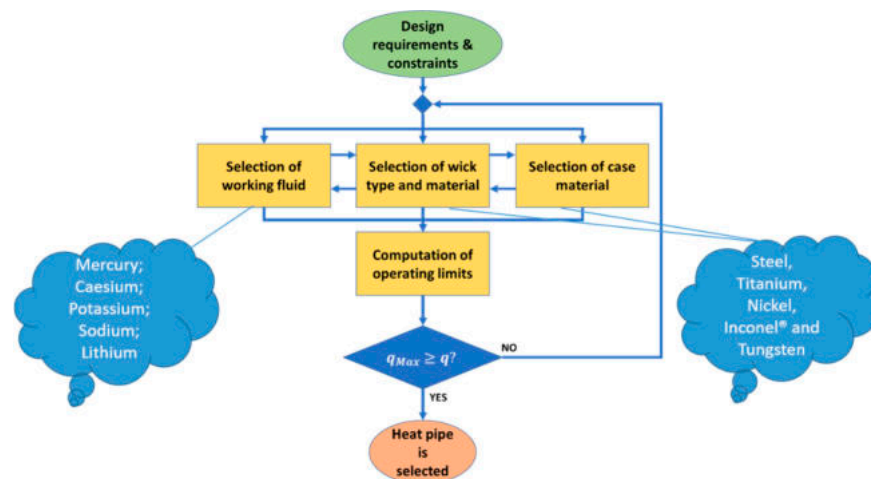 Design
requirements &
constraints
Selection of
working fluid
Selection of wick
type and material
Selection of case
material
Computation of
operating limits
Mercury;
Caesium;
Potassium;
Sodium;
Lithium
Steel,
Titanium,
Nickel,
Inconel® and
Tungsten
q_Max ≥ q?
NO
YES
Heat pipe
is
selected